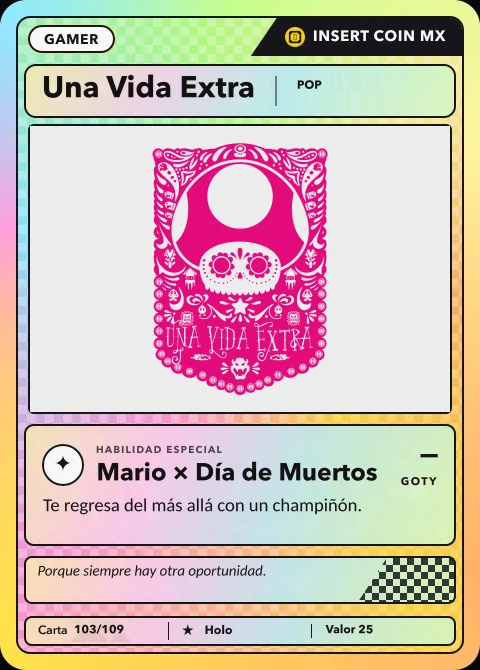 GAMER
INSERT COIN MX
Una Vida Extra
POP
UNA VIDA EXTRA
HABILIDAD ESPECIAL
Mario × Día de Muertos
GOTY
Te regresa del más allá con un champiñón.
Porque siempre hay otra oportunidad.
Carta 103/109 ★ Holo Valor 25